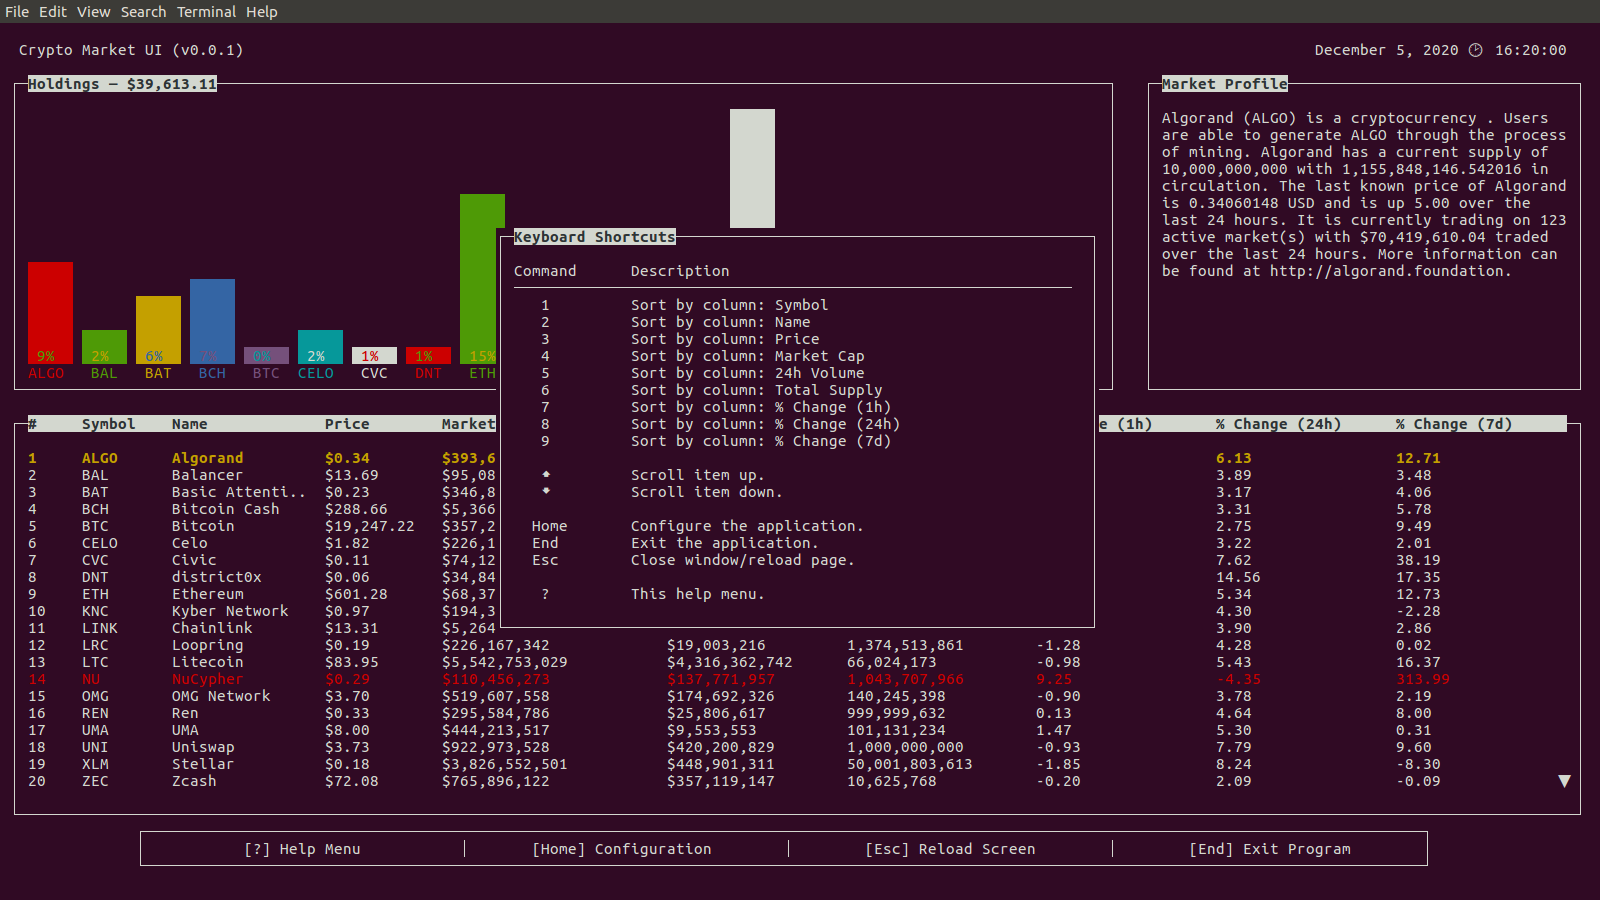 File Edit View Search Terminal Help
Crypto Market UI (v0.0.1) December 5, 2020 16:20:00
Holdings — $39,613.11
9% 2% 6% 7% 0% 2% 1% 1% 15%
ALGO BAL BAT BCH BTC CELO CVC DNT ETH
Market Profile
Algorand (ALGO) is a cryptocurrency . Users
are able to generate ALGO through the process
of mining. Algorand has a current supply of
10,000,000,000 with 1,155,848,146.542016 in
circulation. The last known price of Algorand
is 0.34060148 USD and is up 5.00 over the
last 24 hours. It is currently trading on 123
active market(s) with $70,419,610.04 traded
over the last 24 hours. More information can
be found at http://algorand.foundation.
Keyboard Shortcuts
Command Description
1 Sort by column: Symbol
2 Sort by column: Name
3 Sort by column: Price
4 Sort by column: Market Cap
5 Sort by column: 24h Volume
6 Sort by column: Total Supply
7 Sort by column: % Change (1h)
8 Sort by column: % Change (24h)
9 Sort by column: % Change (7d)
Scroll item up.
Scroll item down.
Home Configure the application.
End Exit the application.
Esc Close window/reload page.
? This help menu.
# Symbol Name Price Market e (1h) % Change (24h) % Change (7d)
1 ALGO Algorand $0.34 $393,6 6.13 12.71
2 BAL Balancer $13.69 $95,08 3.89 3.48
3 BAT Basic Attenti.. $0.23 $346,8 3.17 4.06
4 BCH Bitcoin Cash $288.66 $5,366 3.31 5.78
5 BTC Bitcoin $19,247.22 $357,2 2.75 9.49
6 CELO Celo $1.82 $226,1 3.22 2.01
7 CVC Civic $0.11 $74,12 7.62 38.19
8 DNT district0x $0.06 $34,84 14.56 17.35
9 ETH Ethereum $601.28 $68,37 5.34 12.73
10 KNC Kyber Network $0.97 $194,3 4.30 -2.28
11 LINK Chainlink $13.31 $5,264 3.90 2.86
12 LRC Loopring $0.19 $226,167,342 $19,003,216 1,374,513,861 -1.28 4.28 0.02
13 LTC Litecoin $83.95 $5,542,753,029 $4,316,362,742 66,024,173 -0.98 5.43 16.37
14 NU NuCypher $0.29 $110,456,273 $137,771,957 1,043,707,966 9.25 -4.35 313.99
15 OMG OMG Network $3.70 $519,607,558 $174,692,326 140,245,398 -0.90 3.78 2.19
16 REN Ren $0.33 $295,584,786 $25,806,617 999,999,632 0.13 4.64 8.00
17 UMA UMA $8.00 $444,213,517 $9,553,553 101,131,234 1.47 5.30 0.31
18 UNI Uniswap $3.73 $922,973,528 $420,200,829 1,000,000,000 -0.93 7.79 9.60
19 XLM Stellar $0.18 $3,826,552,501 $448,901,311 50,001,803,613 -1.85 8.24 -8.30
20 ZEC Zcash $72.08 $765,896,122 $357,119,147 10,625,768 -0.20 2.09 -0.09
[?] Help Menu [Home] Configuration [Esc] Reload Screen [End] Exit Program